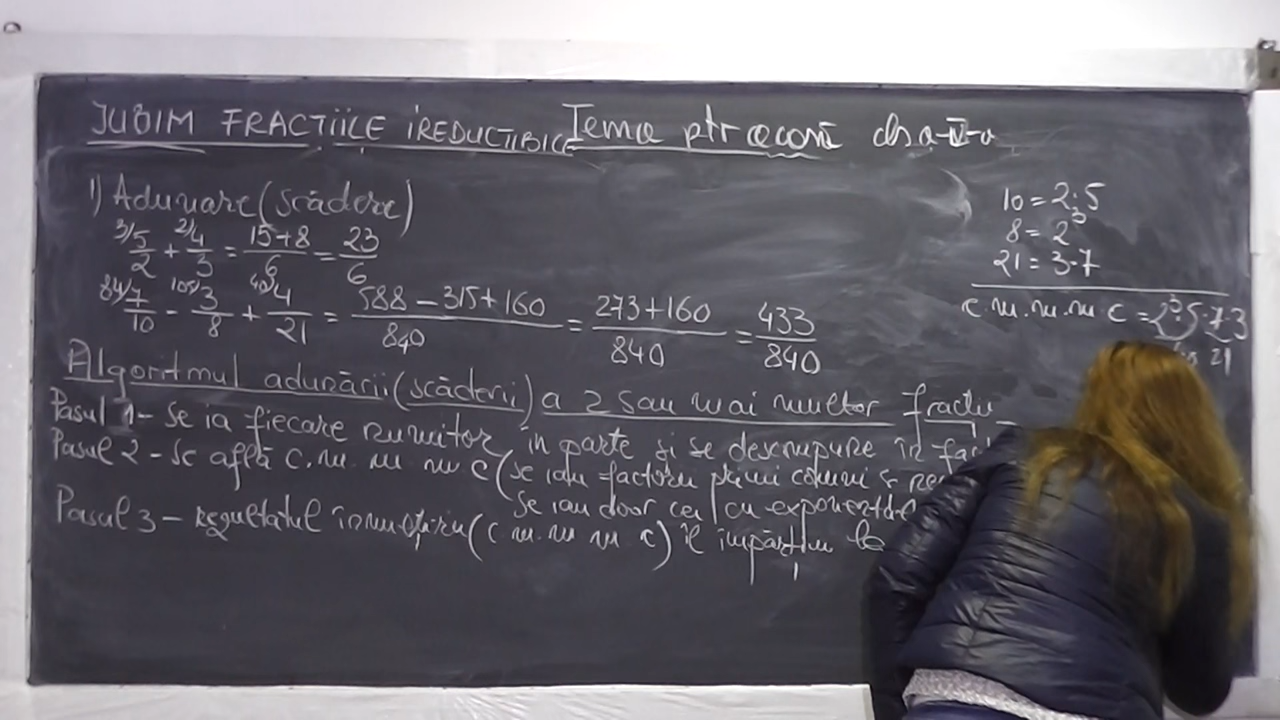 IUBIM FRACȚIILE IREDUCTIBILE Tema ptr acasă cls a-V-a
1) Adunare (scădere)
3/5/2 + 2/4/3 = 15+8/6 = 23/6
84/7/10 - 105/3/8 + 40/4/21 = 588 - 315 + 160/840 = 273+160/840 = 433/840
10 = 2·5
8 = 2³
21 = 3·7
c.m.m.m.c = 2³·5·7·3
21
Algoritmul adunării (scăderii) a 2 sau mai multor fracții
Pasul 1 - Se ia fiecare numitor în parte și se descompune în
Pasul 2 - Se află c.m.m.m.c (se iau factorii primi comuni și
Se iau doar cei cu
Pasul 3 - rezultatul înmulțirii (c m.m m c) îl împărțim la